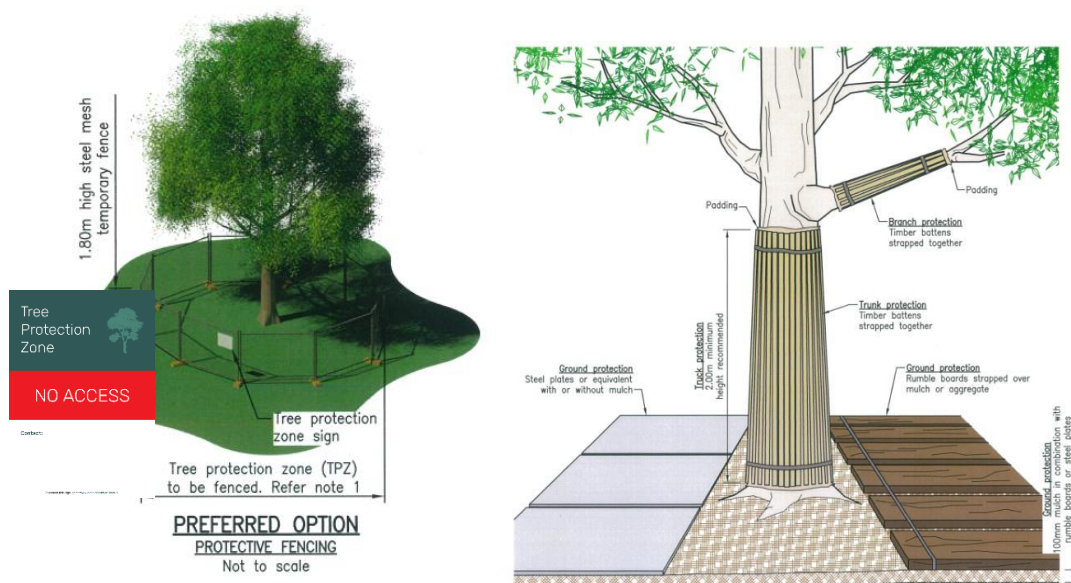 1.80m high steel mesh
temporary fence
Tree
Protection
Zone
NO ACCESS
Contact:
Tree protection
zone sign
Tree protection zone (TPZ)
to be fenced. Refer note 1
PREFERRED OPTION
PROTECTIVE FENCING
Not to scale
Padding
Padding
Branch protection
Timber battens
strapped together
Trunk protection
Timber battens
strapped together
Truck protection
2.00m minimum
height recommended
Ground protection
Steel plates or equivalent
with or without mulch
Ground protection
Rumble boards strapped over
mulch or aggregate
Ground protection
100mm mulch in combination with
rumble boards or steel plates